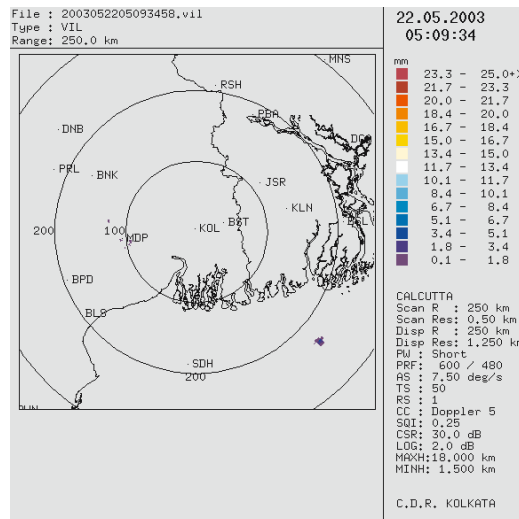 File : 2003052205093458.vil
Type : VIL
Range: 250.0 km
22.05.2003
05:09:34
mm
23.3 - 25.0+
21.7 - 23.3
20.0 - 21.7
18.4 - 20.0
16.7 - 18.4
15.0 - 16.7
13.4 - 15.0
11.7 - 13.4
10.1 - 11.7
8.4 - 10.1
6.7 - 8.4
5.1 - 6.7
3.4 - 5.1
1.8 - 3.4
0.1 - 1.8
MNS
RSH
PBA
DNB
PRL
BNK
JSR
KLN
BST
KOL
200
100
MDP
BPD
BLS
SDH
200
CALCUTTA
Scan R : 250 km
Scan Res: 0.50 km
Disp R : 250 km
Disp Res: 1.250 km
PW : Short
PRF: 600 / 480
AS : 7.50 deg/s
TS : 50
RS : 1
CC : Doppler 5
SQI: 0.25
CSR: 30.0 dB
LOG: 2.0 dB
MAXH:18.000 km
MINH: 1.500 km
C.D.R. KOLKATA